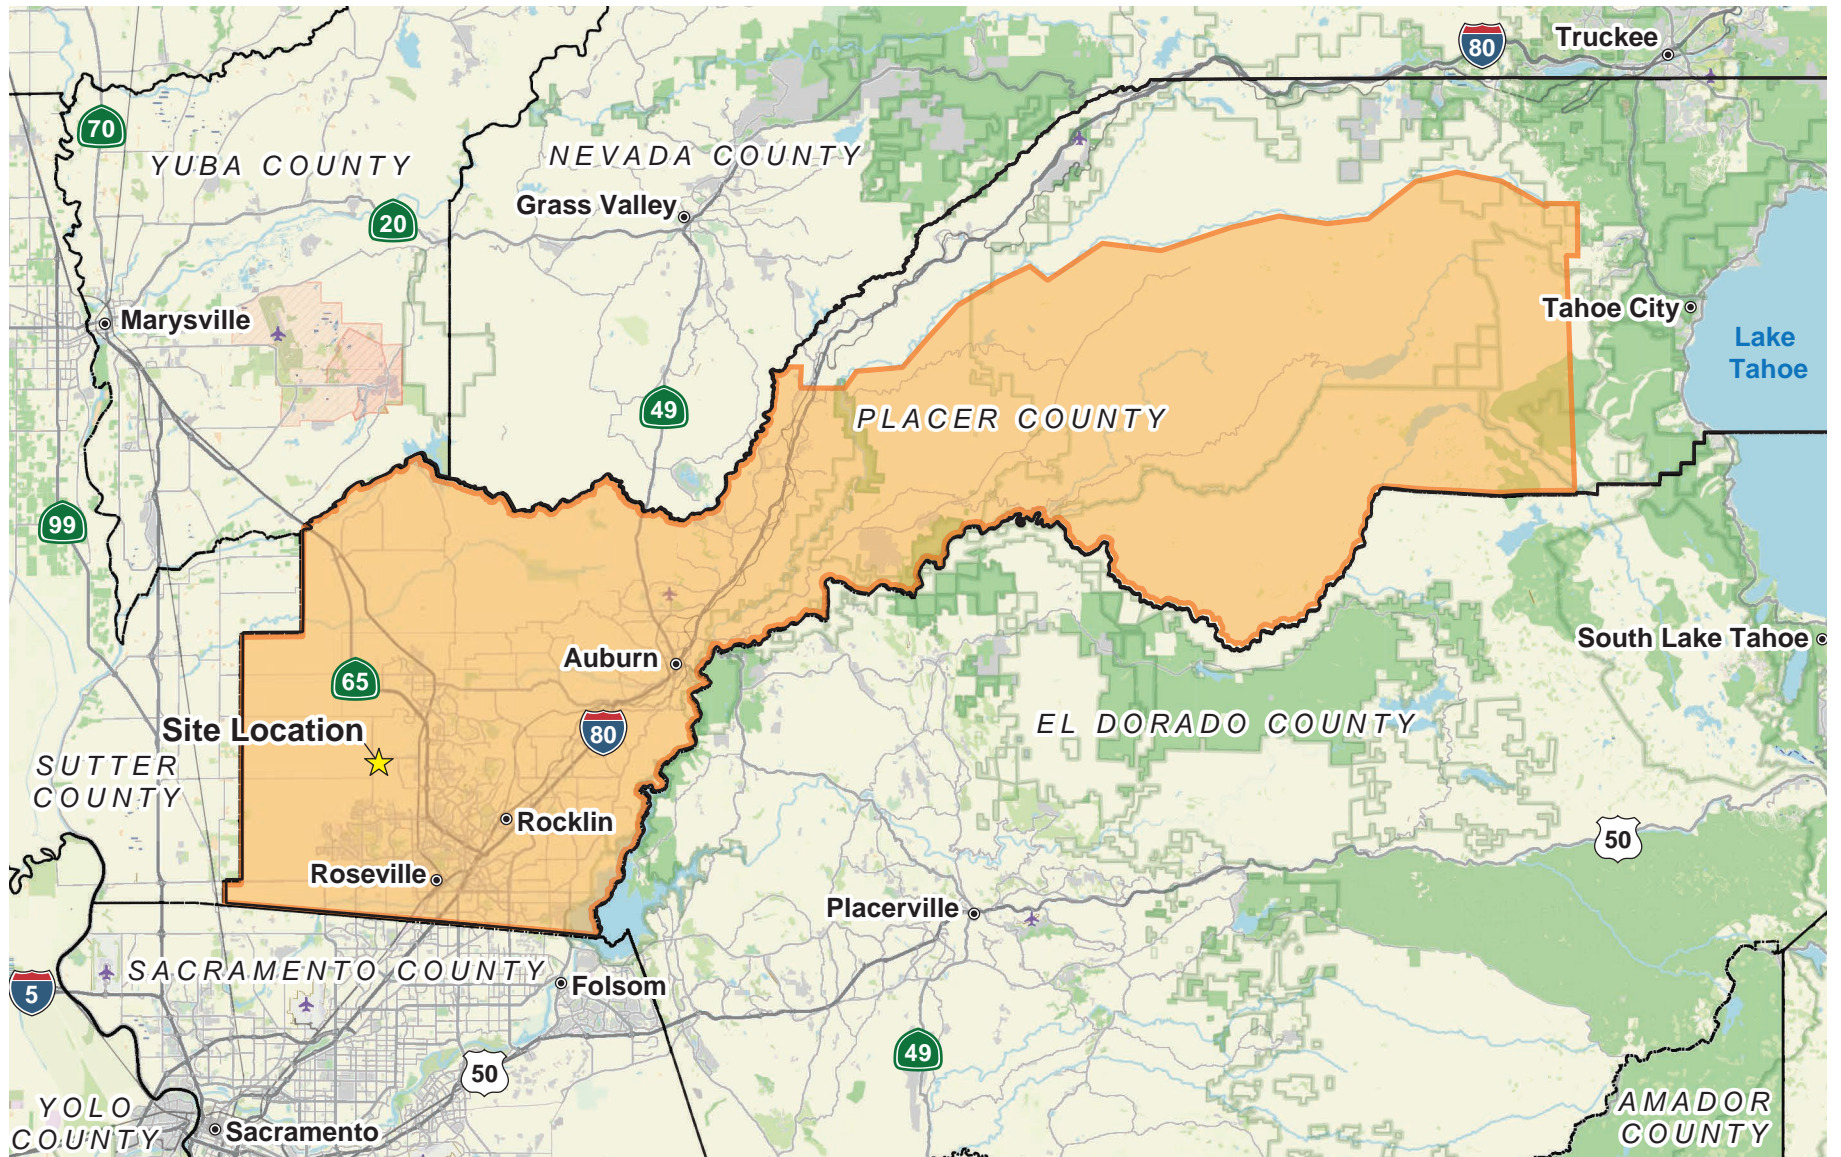 80
Truckee
70
YUBA COUNTY
NEVADA COUNTY
Grass Valley
20
Marysville
Tahoe City
Lake
Tahoe
49
PLACER COUNTY
99
Auburn
South Lake Tahoe
65
Site Location
80
EL DORADO COUNTY
SUTTER
COUNTY
Rocklin
50
Roseville
Placerville
SACRAMENTO COUNTY
Folsom
5
49
50
YOLO
COUNTY
Sacramento
AMADOR
COUNTY